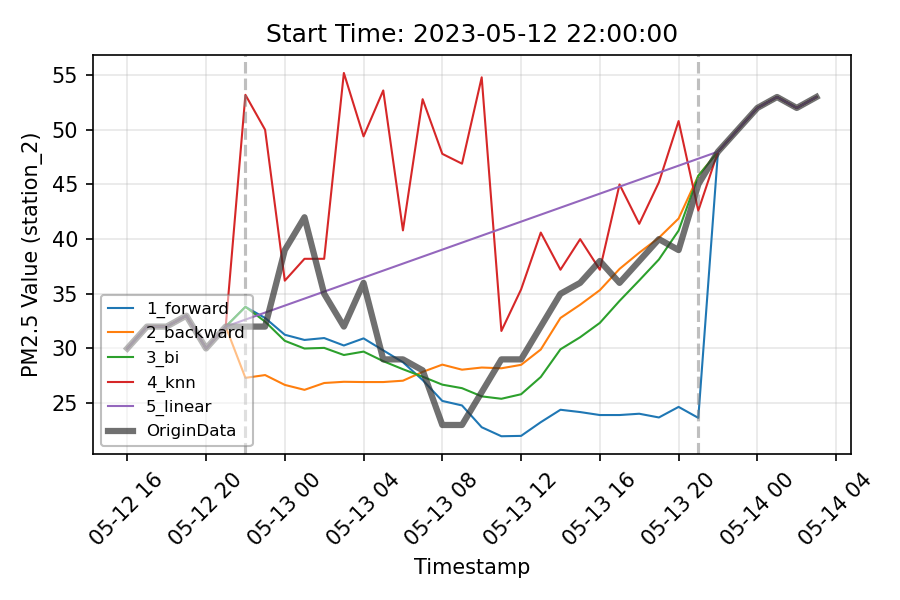 Start Time: 2023-05-12 22:00:00
PM2.5 Value (station_2)
55
50
45
40
35
30
25
1_forward
2_backward
3_bi
4_knn
5_linear
OriginData
05-12 16
05-12 20
05-13 00
05-13 04
05-13 08
05-13 12
05-13 16
05-13 20
05-14 00
05-14 04
Timestamp